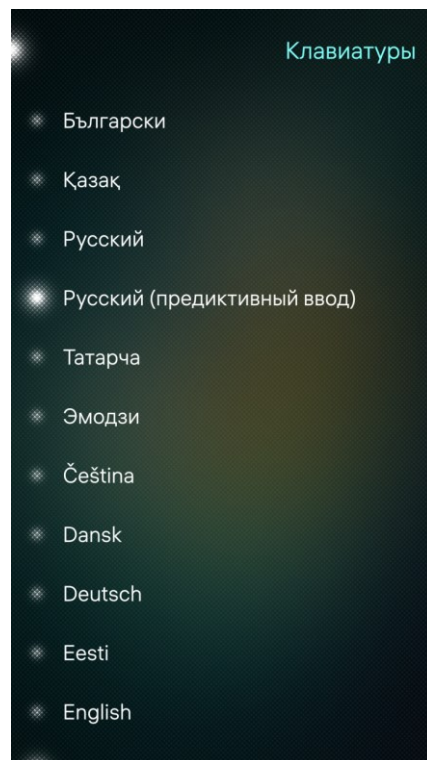 Клавиатуры
Български
Қазақ
Русский
Русский (предиктивный ввод)
Татарча
Эмодзи
Čeština
Dansk
Deutsch
Eesti
English